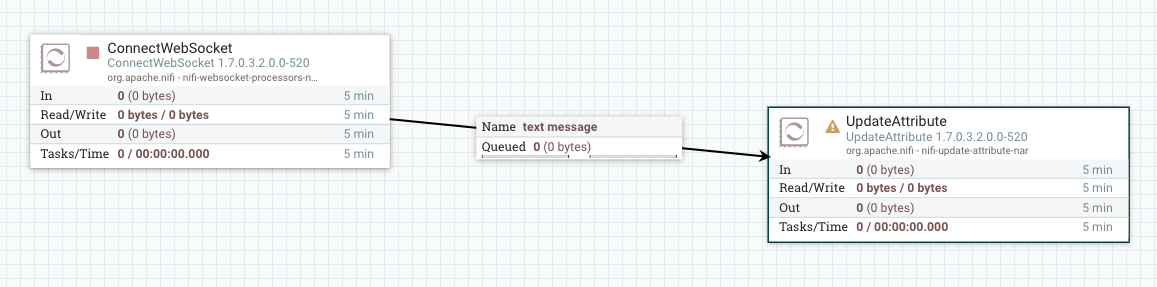 ConnectWebSocket
ConnectWebSocket 1.7.0.3.2.0.0-520
org.apache.nifi - nifi-websocket-processors-n...
In 0 (0 bytes) 5 min
Read/Write 0 bytes / 0 bytes 5 min
Out 0 (0 bytes) 5 min
Tasks/Time 0 / 00:00:00.000 5 min
Name text message
Queued 0 (0 bytes)
UpdateAttribute
UpdateAttribute 1.7.0.3.2.0.0-520
org.apache.nifi - nifi-update-attribute-nar
In 0 (0 bytes) 5 min
Read/Write 0 bytes / 0 bytes 5 min
Out 0 (0 bytes) 5 min
Tasks/Time 0 / 00:00:00.000 5 min